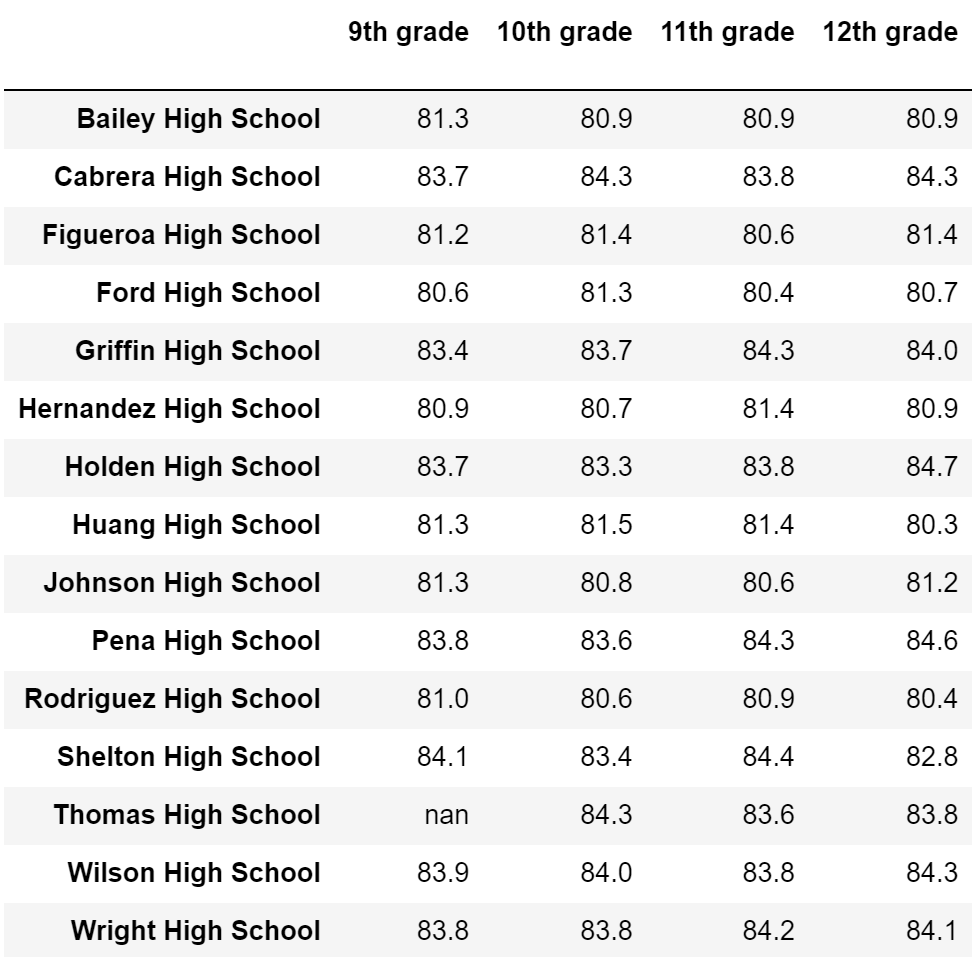 9th grade 10th grade 11th grade 12th grade
Bailey High School 81.3 80.9 80.9 80.9
Cabrera High School 83.7 84.3 83.8 84.3
Figueroa High School 81.2 81.4 80.6 81.4
Ford High School 80.6 81.3 80.4 80.7
Griffin High School 83.4 83.7 84.3 84.0
Hernandez High School 80.9 80.7 81.4 80.9
Holden High School 83.7 83.3 83.8 84.7
Huang High School 81.3 81.5 81.4 80.3
Johnson High School 81.3 80.8 80.6 81.2
Pena High School 83.8 83.6 84.3 84.6
Rodriguez High School 81.0 80.6 80.9 80.4
Shelton High School 84.1 83.4 84.4 82.8
Thomas High School nan 84.3 83.6 83.8
Wilson High School 83.9 84.0 83.8 84.3
Wright High School 83.8 83.8 84.2 84.1